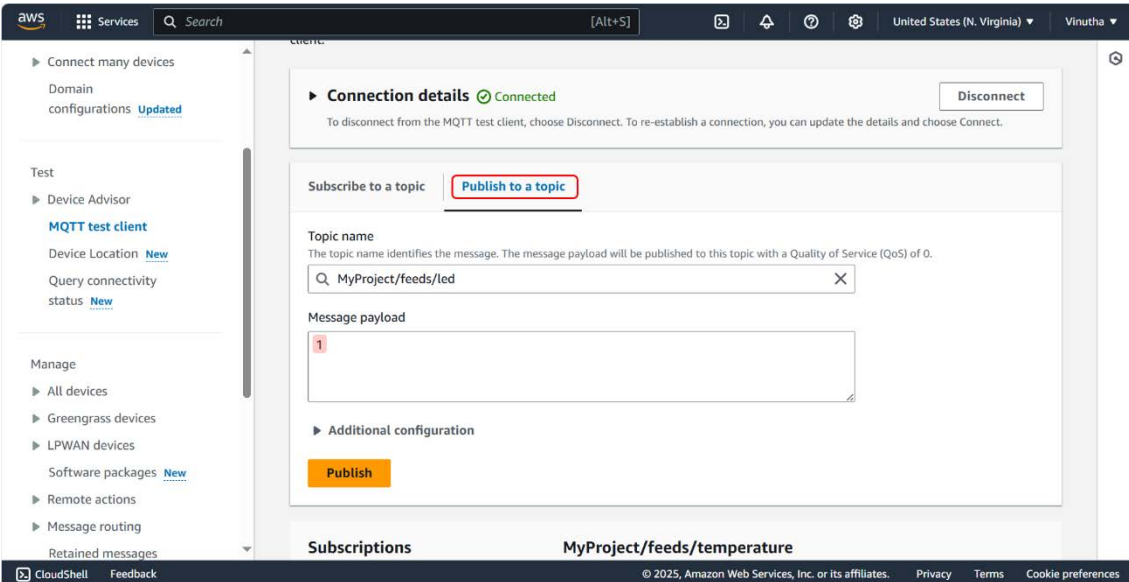 aws
Services
Search
[Alt+S]
United States (N. Virginia)
Vinutha
Connect many devices
Domain
configurations Updated
Test
Device Advisor
MQTT test client
Device Location New
Query connectivity
status New
Manage
All devices
Greengrass devices
LPWAN devices
Software packages New
Remote actions
Message routing
Retained messages
client.
Connection details Connected
Disconnect
To disconnect from the MQTT test client, choose Disconnect. To re-establish a connection, you can update the details and choose Connect.
Subscribe to a topic
Publish to a topic
Topic name
The topic name identifies the message. The message payload will be published to this topic with a Quality of Service (QoS) of 0.
MyProject/feeds/led
Message payload
1
Additional configuration
Publish
Subscriptions
MyProject/feeds/temperature
CloudShell
Feedback
© 2025, Amazon Web Services, Inc. or its affiliates.
Privacy
Terms
Cookie preferences